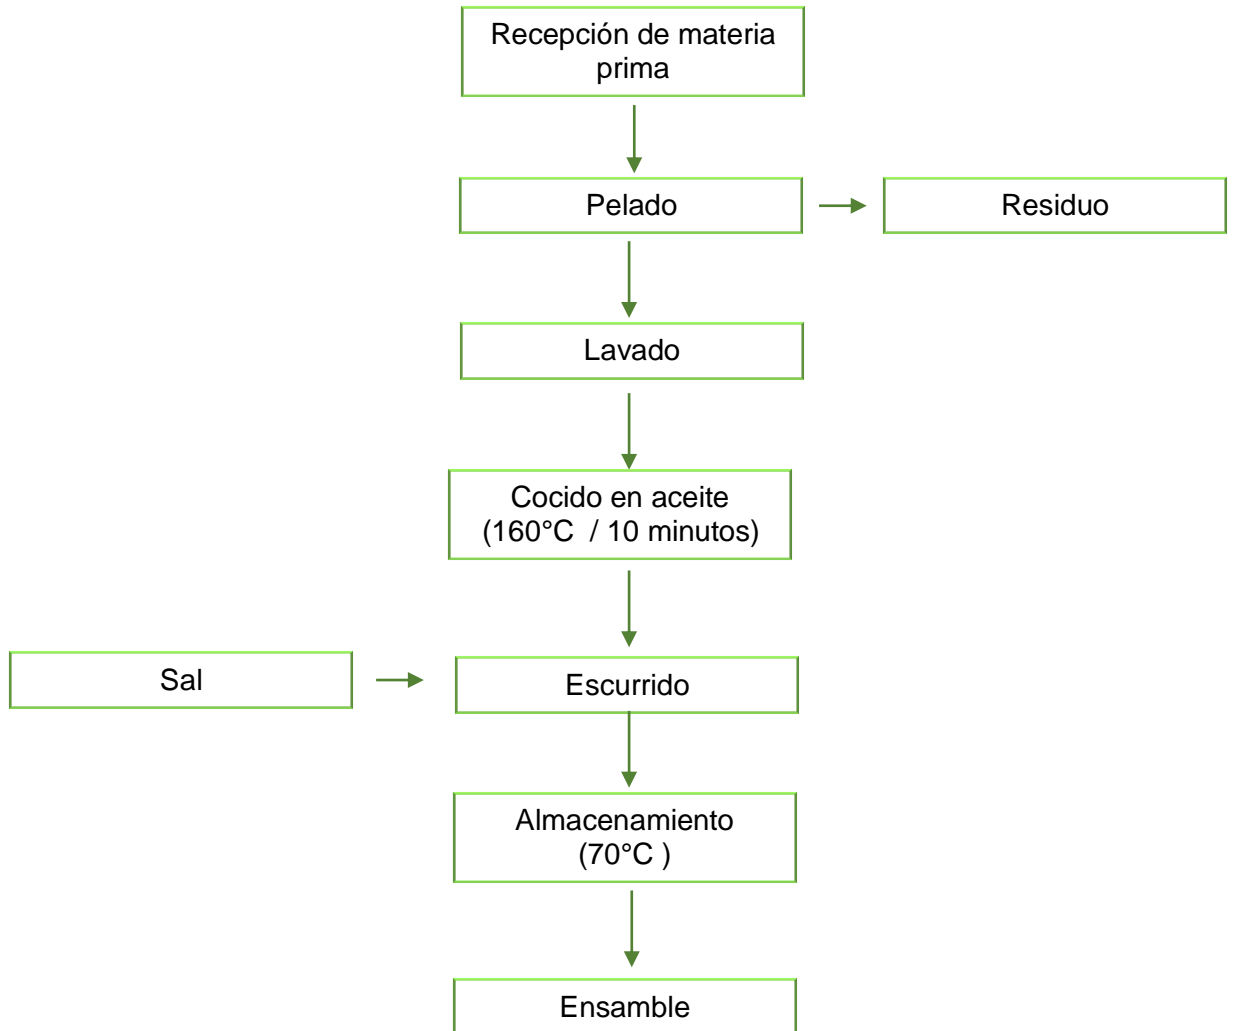 Recepción de materia
prima
Pelado
Residuo
Lavado
Cocido en aceite
(160°C / 10 minutos)
Sal
Escurrido
Almacenamiento
(70°C )
Ensamble